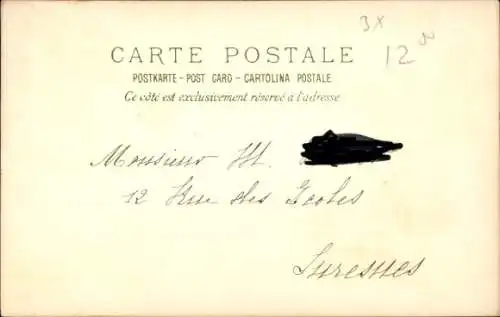 3x
12 00
CARTE POSTALE
POSTKARTE - POST CARD - CARTOLINA POSTALE
Ce côté est exclusivement réservé à l'adresse
Monsieur H.
12 Rue des Ecoles
Suresnes